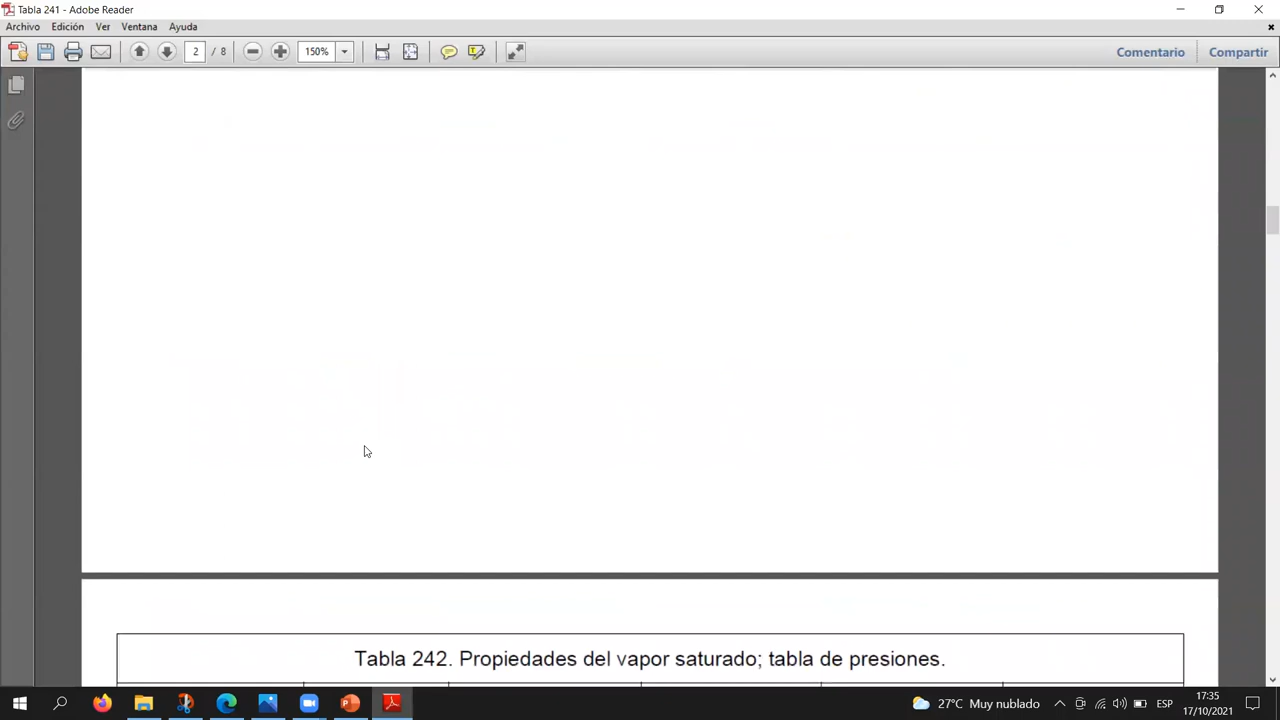 Tabla 241 - Adobe Reader
Archivo Edición Ver Ventana Ayuda
2 / 8 150% Comentario Compartir
Tabla 242. Propiedades del vapor saturado; tabla de presiones.
27°C Muy nublado ESP 17:35
17/10/2021